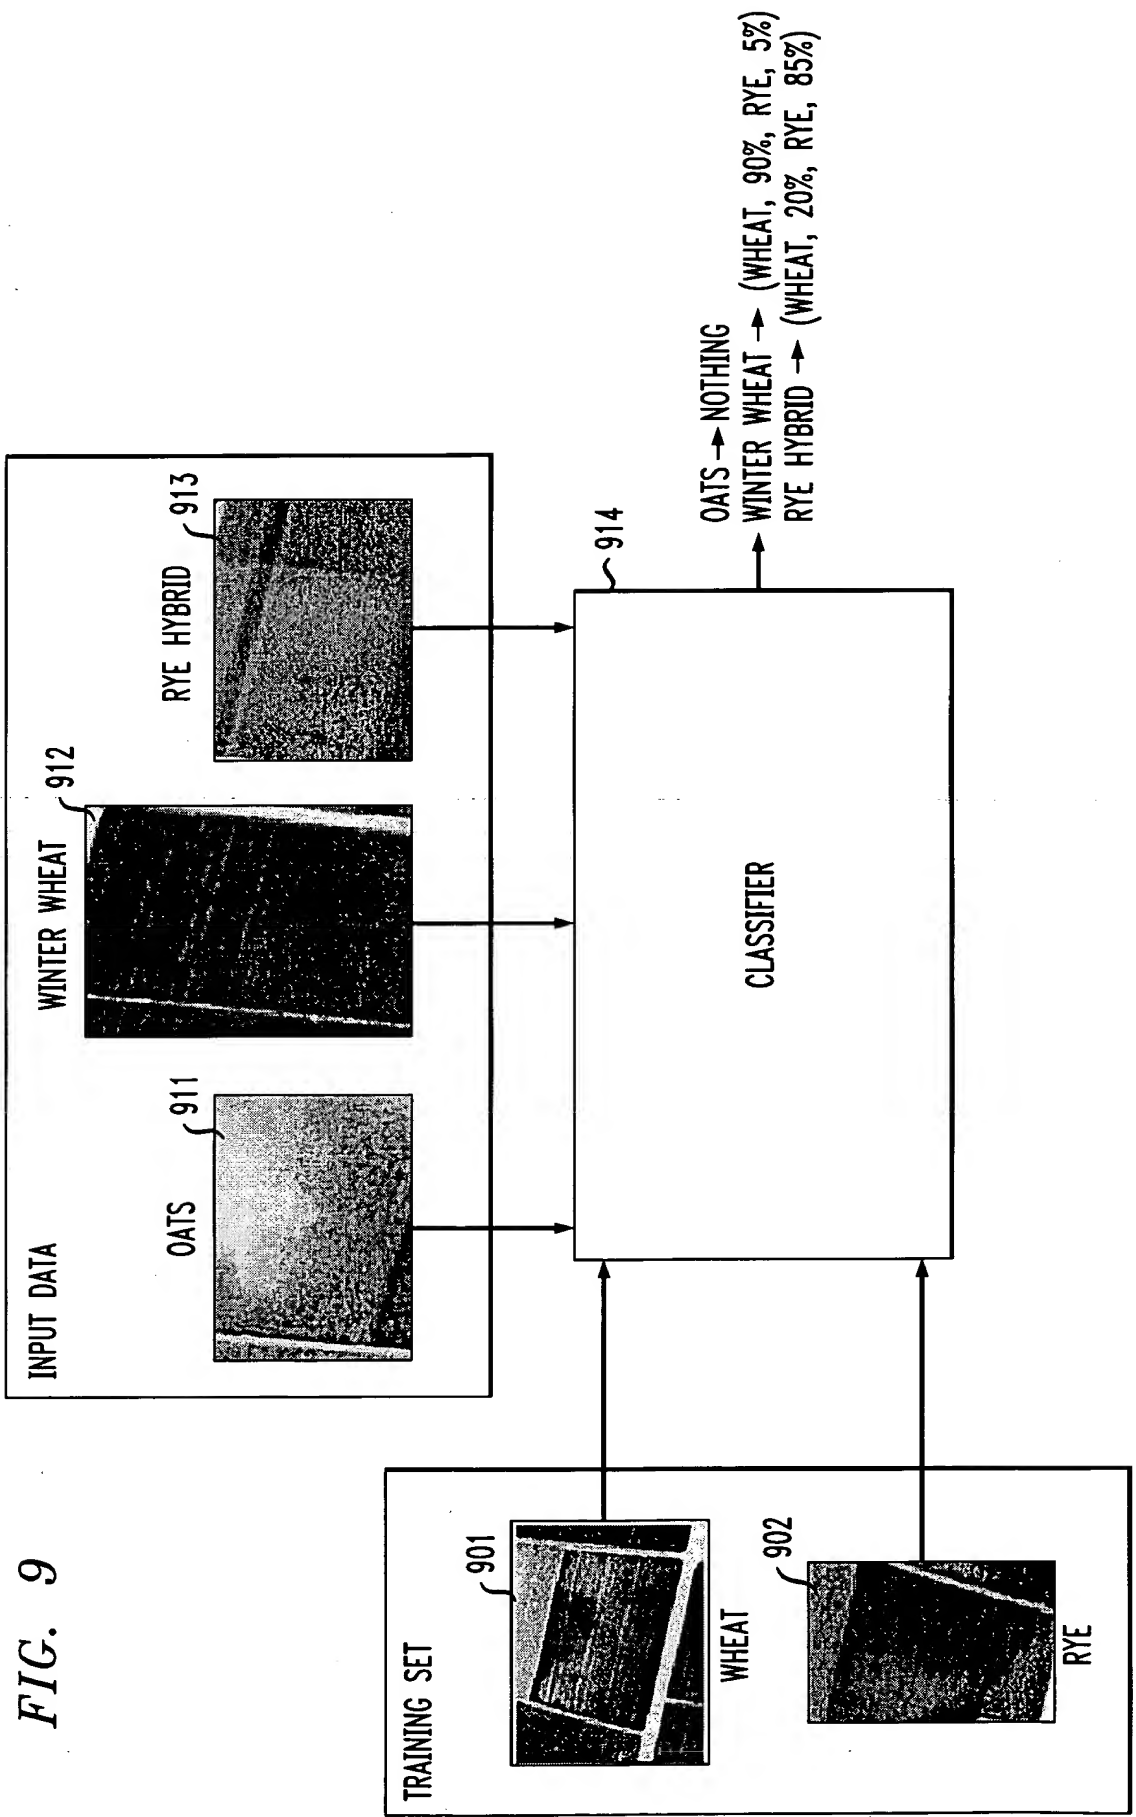 FIG. 9
INPUT DATA
OATS
911
WINTER WHEAT
912
RYE HYBRID
913
TRAINING SET
901
WHEAT
902
RYE
CLASSIFIER
914
OATS → NOTHING
WINTER WHEAT → (WHEAT, 90%, RYE, 5%)
RYE HYBRID → (WHEAT, 20%, RYE, 85%)